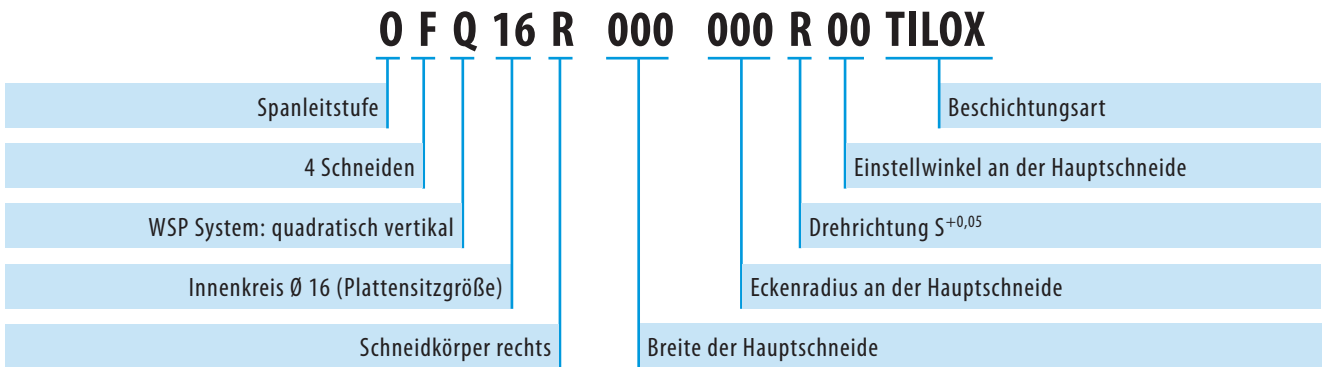 0 F Q 16 R 000 000 R 00 TILOX
Spanleitstufe
Beschichtungsart
4 Schneiden
Einstellwinkel an der Hauptschneide
WSP System: quadratisch vertikal
Drehrichtung S+0,05
Innenkreis Ø 16 (Plattensitzgröße)
Eckenradius an der Hauptschneide
Schneidkörper rechts
Breite der Hauptschneide